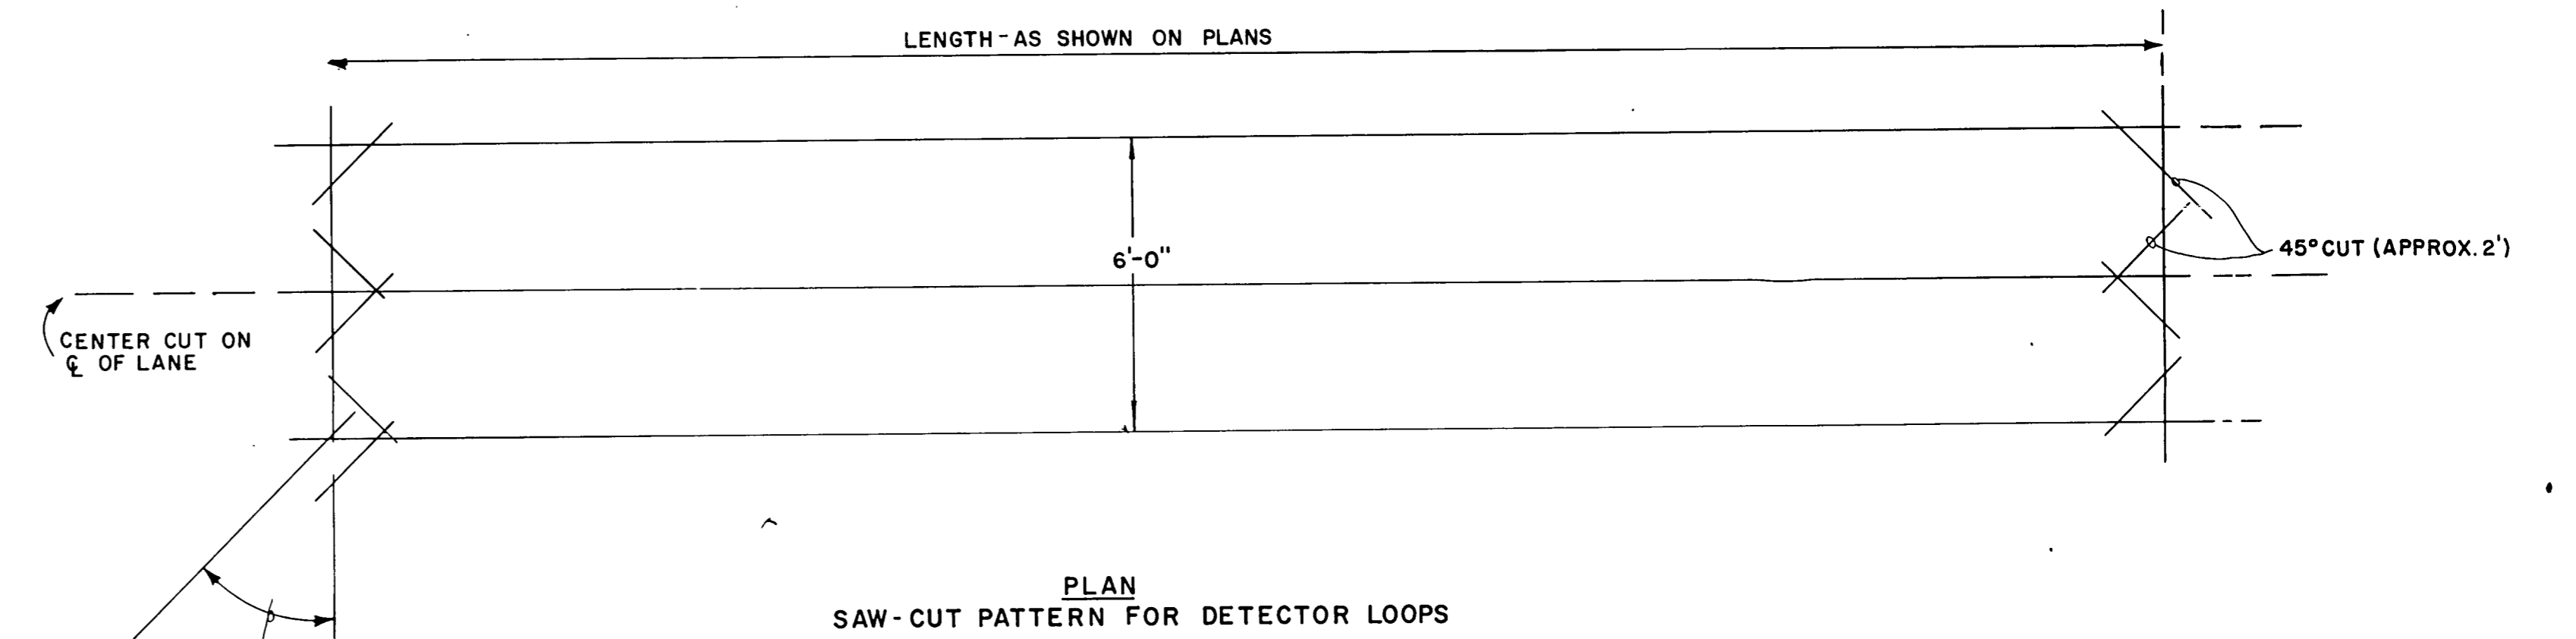 LENGTH-AS SHOWN ON PLANS
6'-0"
45° CUT (APPROX. 2')
CENTER CUT ON
℄ OF LANE
PLAN
SAW-CUT PATTERN FOR DETECTOR LOOPS